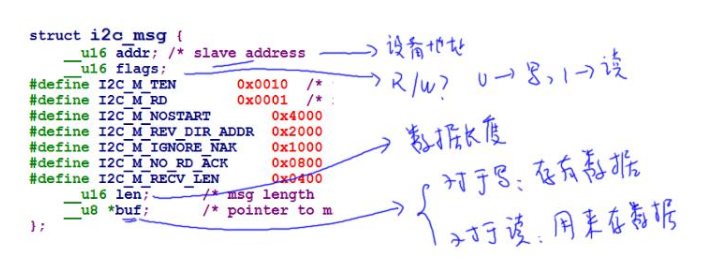 struct i2c_msg {
__u16 addr; /* slave address → 设备地址
__u16 flags; → R/W? 0→写,1→读
#define I2C_M_TEN 0x0010 /*
#define I2C_M_RD 0x0001 /*
#define I2C_M_NOSTART 0x4000
#define I2C_M_REV_DIR_ADDR 0x2000
#define I2C_M_IGNORE_NAK 0x1000
#define I2C_M_NO_RD_ACK 0x0800
#define I2C_M_RECV_LEN 0x0400
__u16 len; /* msg length → 数据长度
__u8 *buf; /* pointer to m → { 对于写:存有数据
对于读:用来存数据
};